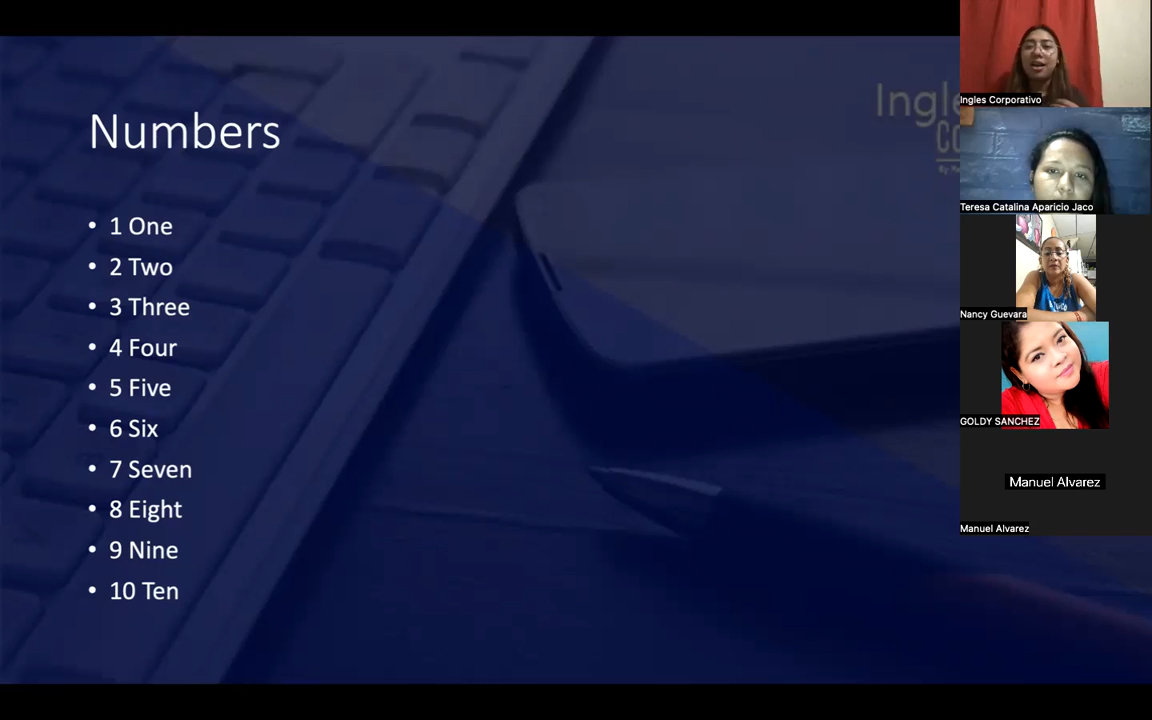 Numbers
• 1 One
• 2 Two
• 3 Three
• 4 Four
• 5 Five
• 6 Six
• 7 Seven
• 8 Eight
• 9 Nine
• 10 Ten
Ingles Corporativo
Teresa Catalina Aparicio Jaco
Nancy Guevara
GOLDY SANCHEZ
Manuel Alvarez
Manuel Alvarez